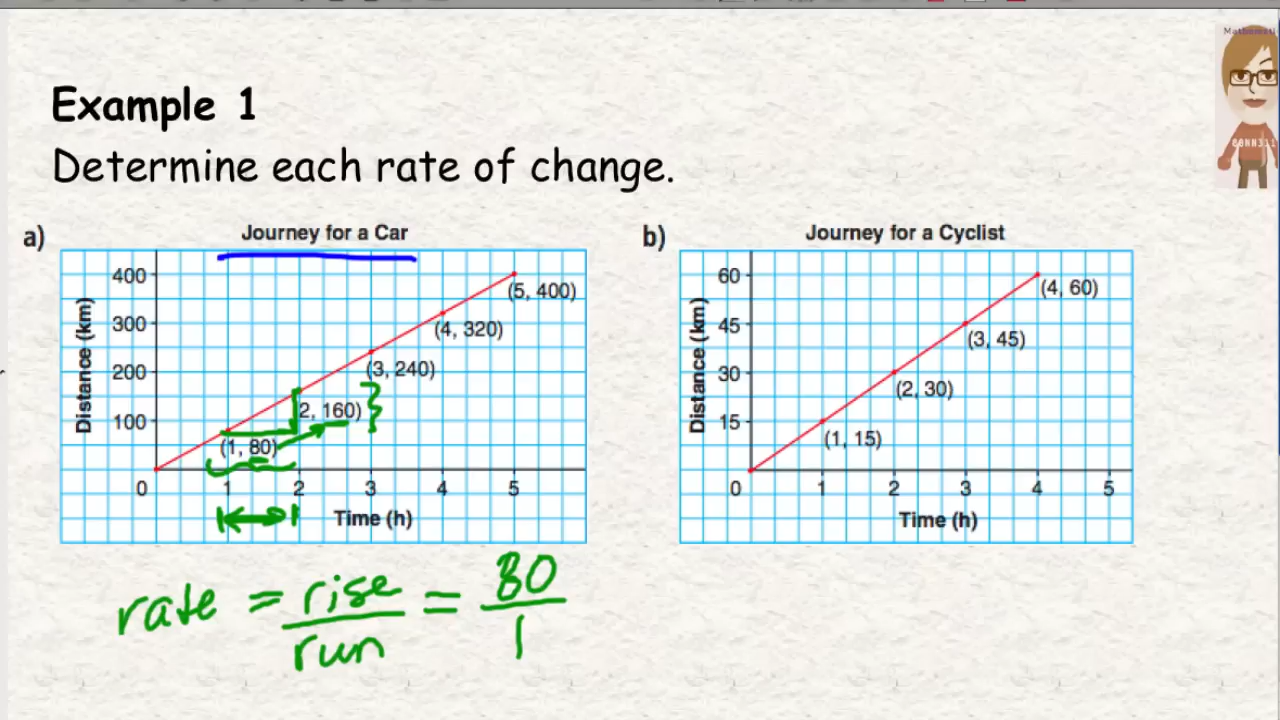 Mathemati
BONN311
Example 1
Determine each rate of change.
a)
Journey for a Car
Distance (km)
400
300
200
100
0
1
2
3
4
5
(5, 400)
(4, 320)
(3, 240)
2, 160)
(1, 80)
Time (h)
rate = rise/run = 80/1
b)
Journey for a Cyclist
Distance (km)
60
45
30
15
0
1
2
3
4
5
(4, 60)
(3, 45)
(2, 30)
(1, 15)
Time (h)